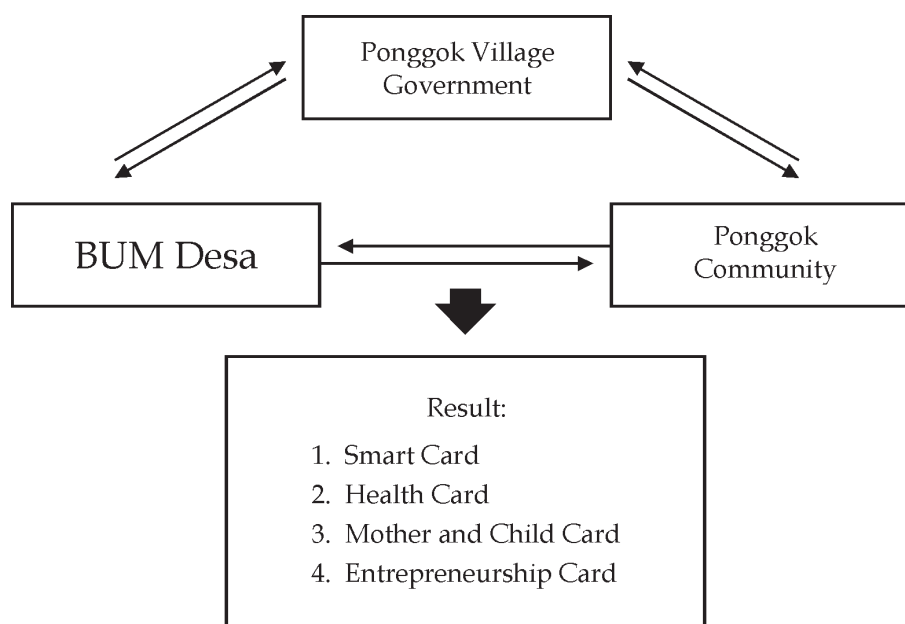 Ponggok Village
Government
BUM Desa
Ponggok
Community
Result:
1. Smart Card
2. Health Card
3. Mother and Child Card
4. Entrepreneurship Card